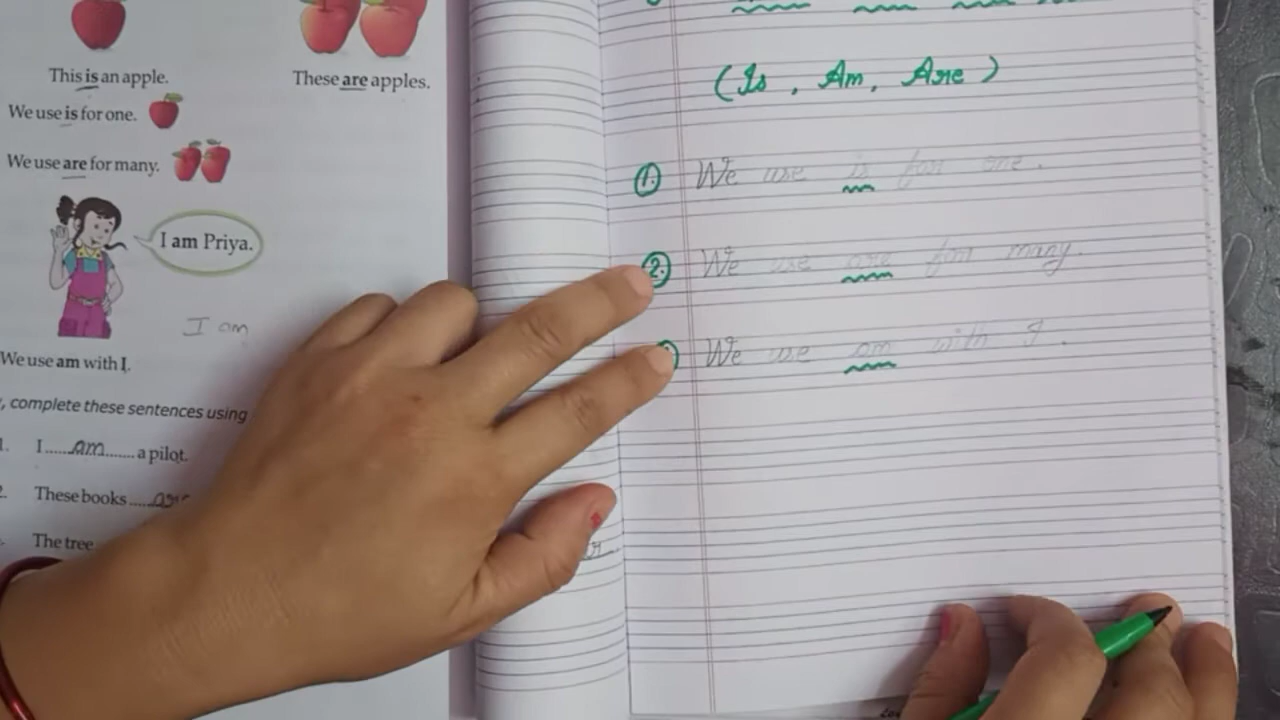 This is an apple.
These are apples.
We use is for one.
We use are for many.
I am Priya.
I am
We use am with I.
, complete these sentences using
1. I......am....... a pilot.
2. These books ......are
The tree
(Is, Am, Are)
1. We use is for one.
2. We use are for many.
We use am with I.